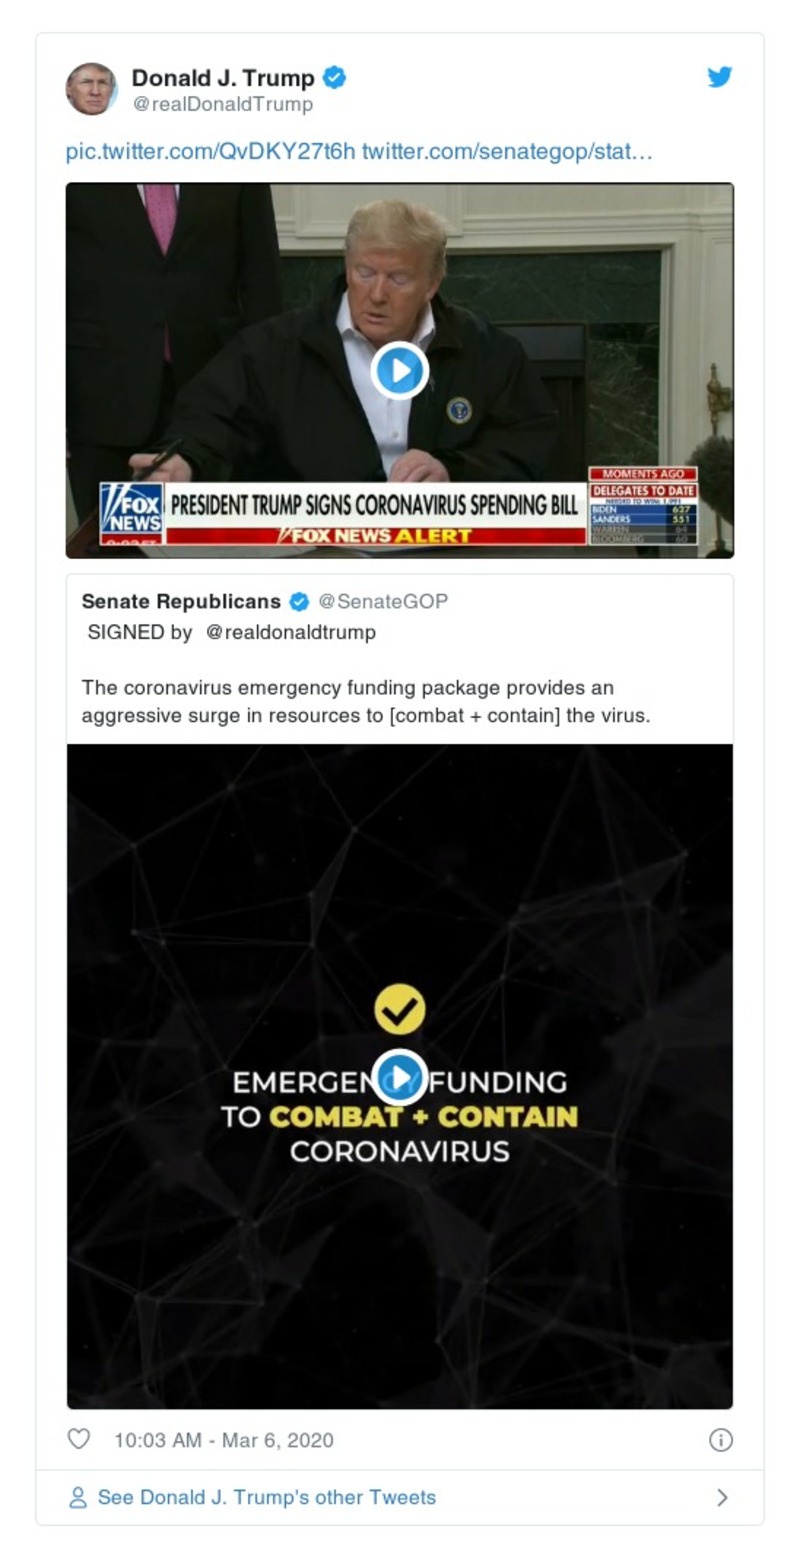 Donald J. Trump
@realDonaldTrump
pic.twitter.com/QvDKY27t6h twitter.com/senategop/stat…
MOMENTS AGO
DELEGATES TO DATE
NEEDED TO WIN: 1,991
BIDEN 627
SANDERS 551
WARREN 64
BLOOMBERG 60
FOX NEWS
PRESIDENT TRUMP SIGNS CORONAVIRUS SPENDING BILL
FOX NEWS ALERT
Senate Republicans @SenateGOP
SIGNED by @realdonaldtrump
The coronavirus emergency funding package provides an
aggressive surge in resources to [combat + contain] the virus.
FUNDING
TO COMBAT + CONTAIN
CORONAVIRUS
10:03 AM - Mar 6, 2020
See Donald J. Trump's other Tweets